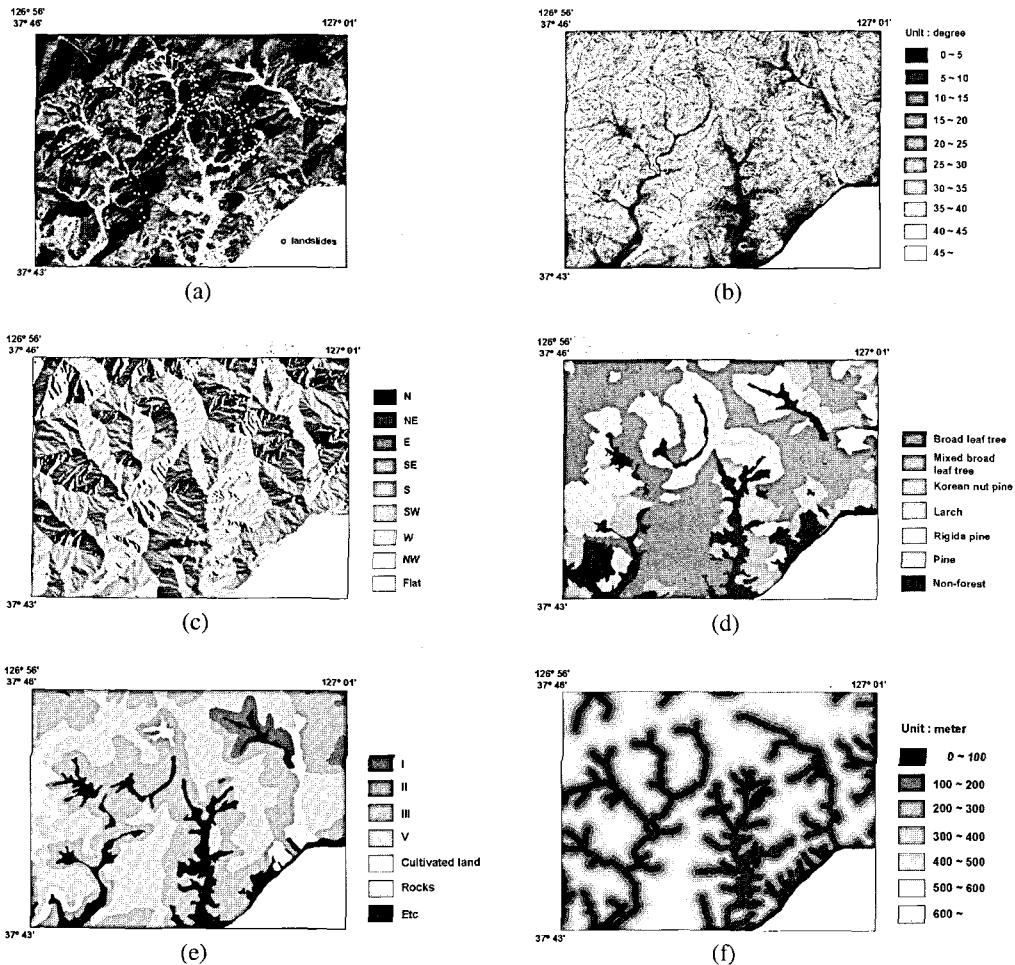 126° 56'
37° 46'
127° 01'
o landslides
37° 43'
(a)
126° 56'
37° 46'
127° 01'
37° 43'
Unit : degree
0 ~ 5
5 ~ 10
10 ~ 15
15 ~ 20
20 ~ 25
25 ~ 30
30 ~ 35
35 ~ 40
40 ~ 45
45 ~
(b)
126° 56'
37° 46'
127° 01'
37° 43'
N
NE
E
SE
S
SW
W
NW
Flat
(c)
126° 56'
37° 46'
127° 01'
37° 43'
Broad leaf tree
Mixed broad
leaf tree
Korean nut pine
Larch
Rigida pine
Pine
Non-forest
(d)
126° 56'
37° 46'
127° 01'
37° 43'
I
II
III
V
Cultivated land
Rocks
Etc
(e)
126° 56'
37° 46'
127° 01'
37° 43'
Unit : meter
0 ~ 100
100 ~ 200
200 ~ 300
300 ~ 400
400 ~ 500
500 ~ 600
600 ~
(f)